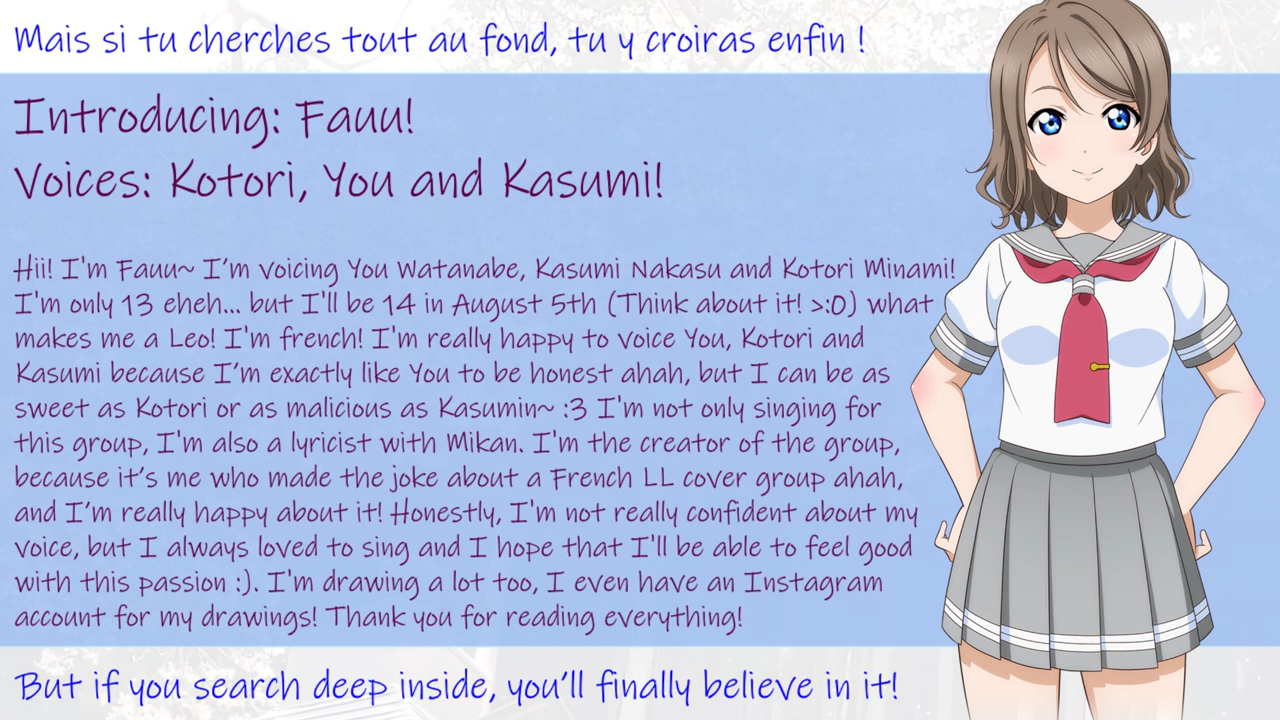 Mais si tu cherches tout au fond, tu y croiras enfin !
Introducing: Fauu!
Voices: Kotori, You and Kasumi!
Hii! I'm Fauu~ I'm voicing You Watanabe, Kasumi Nakasu and Kotori Minami!
I'm only 13 eheh... but I'll be 14 in August 5th (Think about it! >:O) what
makes me a Leo! I'm french! I'm really happy to voice You, Kotori and
Kasumi because I'm exactly like You to be honest ahah, but I can be as
sweet as Kotori or as malicious as Kasumin~ :3 I'm not only singing for
this group, I'm also a lyricist with Mikan. I'm the creator of the group,
because it's me who made the joke about a French LL cover group ahah,
and I'm really happy about it! Honestly, I'm not really confident about my
voice, but I always loved to sing and I hope that I'll be able to feel good
with this passion :). I'm drawing a lot too, I even have an Instagram
account for my drawings! Thank you for reading everything!
But if you search deep inside, you'll finally believe in it!